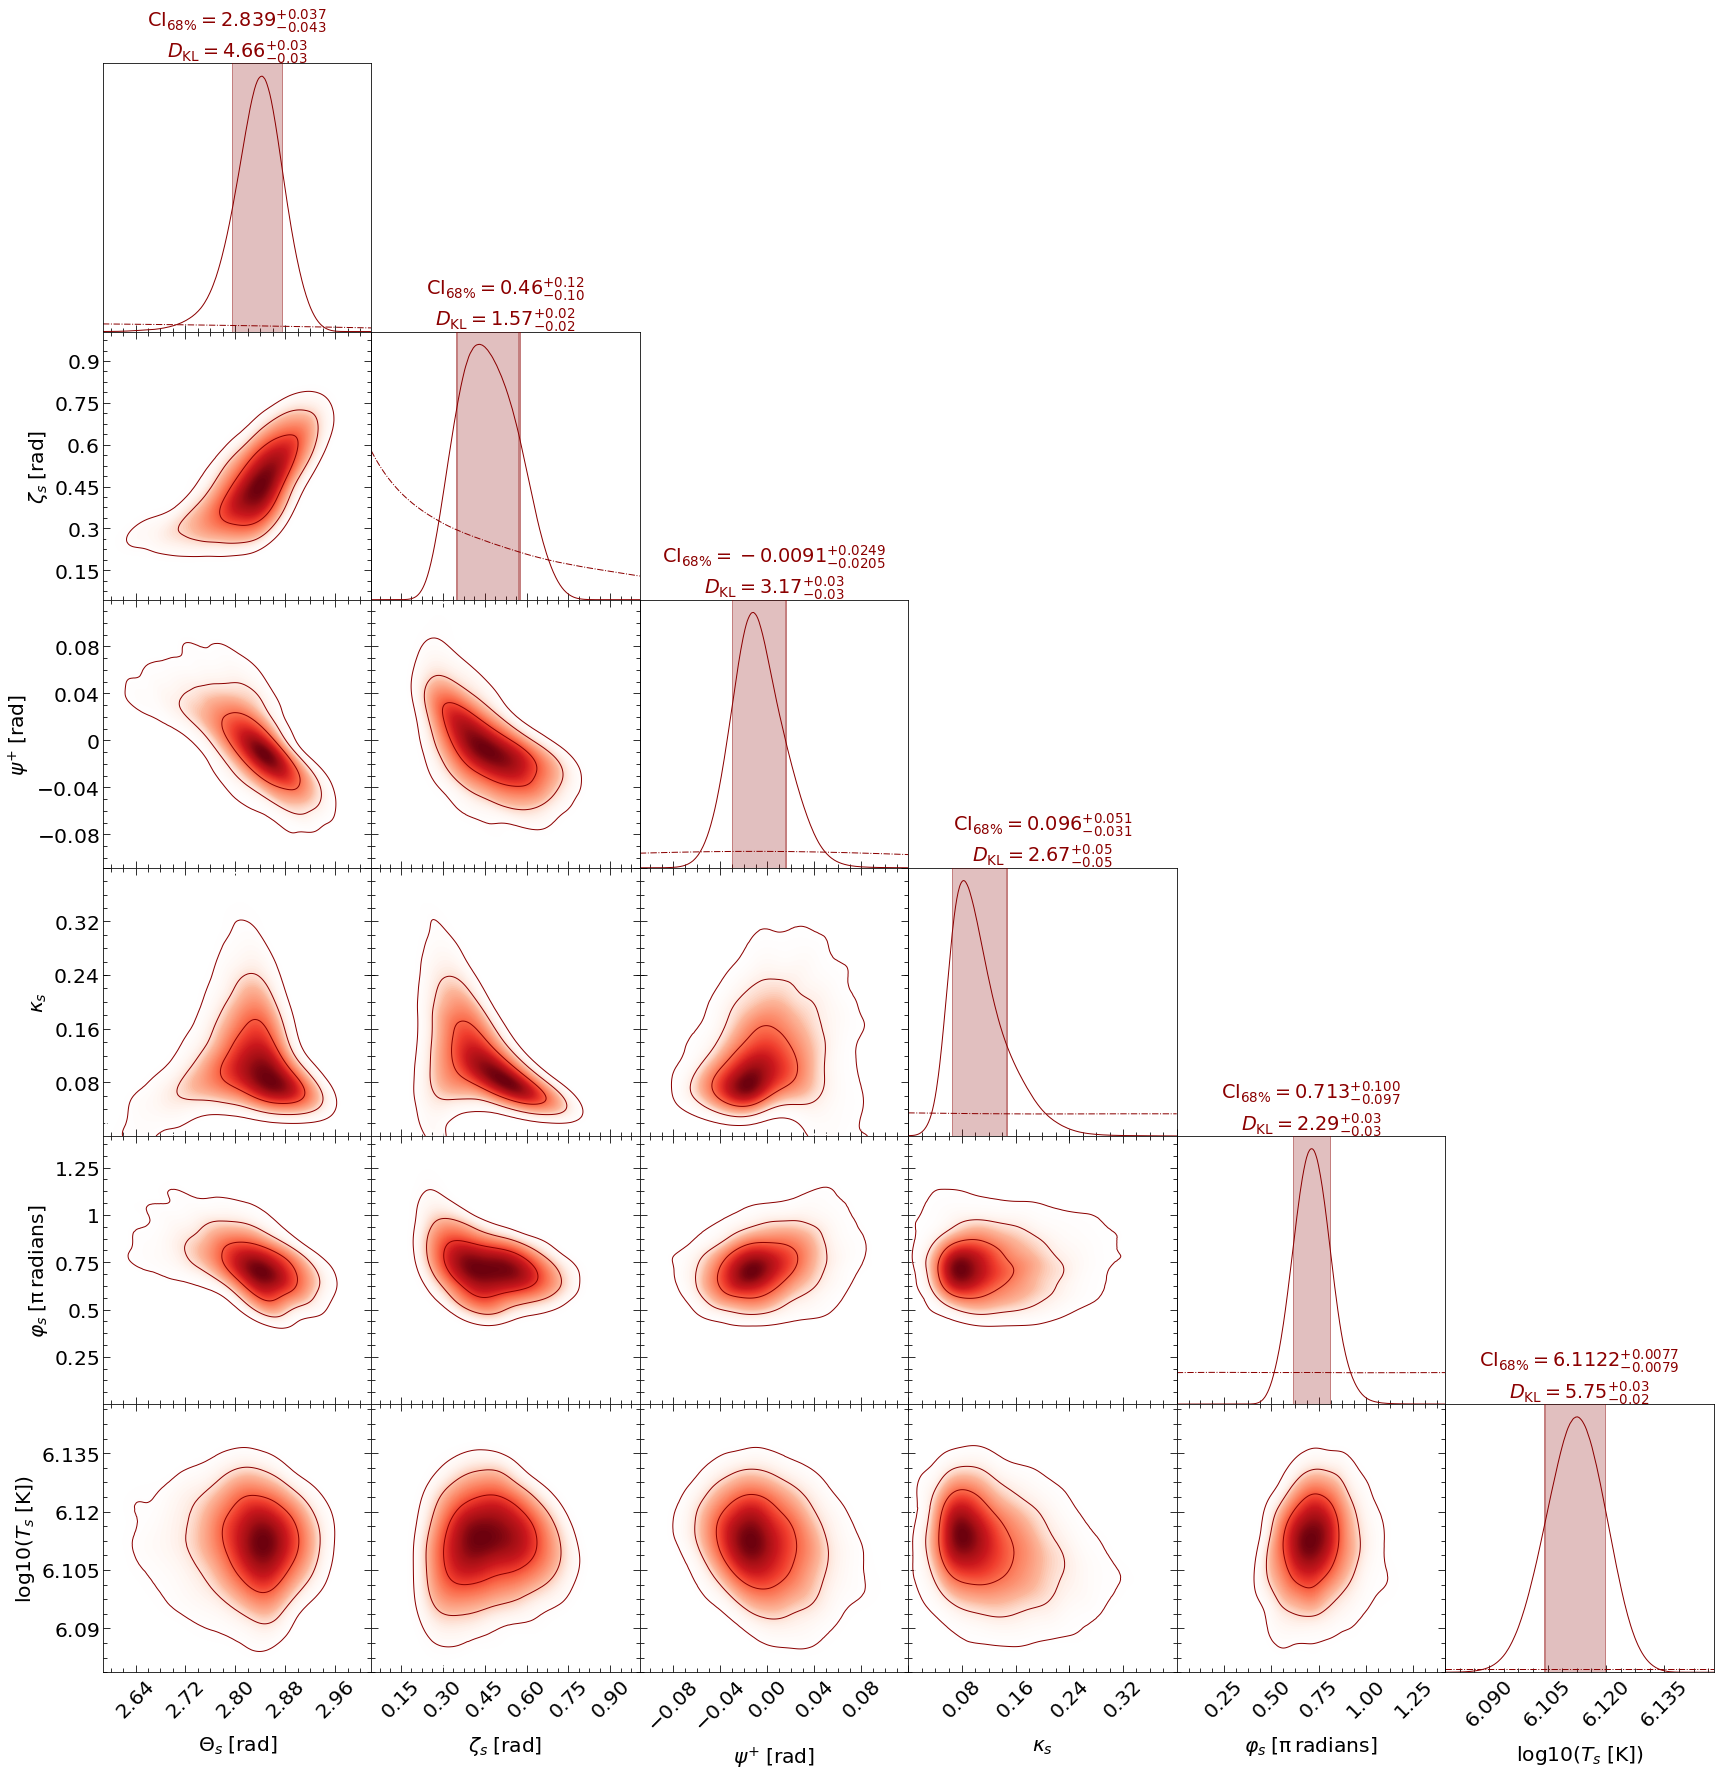 CI68% = 2.839+0.037−0.043
DKL = 4.66+0.03−0.03
CI68% = 0.46+0.12−0.10
DKL = 1.57+0.02−0.02
0.9
0.75
0.6
0.45
0.3
0.15
ζs [rad]
CI68% = −0.0091+0.0249−0.0205
DKL = 3.17+0.03−0.03
0.08
0.04
0
−0.04
−0.08
ψ+ [rad]
CI68% = 0.096+0.051−0.031
DKL = 2.67+0.05−0.05
0.32
0.24
0.16
0.08
κs
CI68% = 0.713+0.100−0.097
DKL = 2.29+0.03−0.03
1.25
1
0.75
0.5
0.25
φs [π radians]
CI68% = 6.1122+0.0077−0.0079
DKL = 5.75+0.03−0.02
6.135
6.12
6.105
6.09
log10(Ts [K])
2.64 2.72 2.80 2.88 2.96
0.15 0.30 0.45 0.60 0.75 0.90
−0.08 −0.04 0.00 0.04 0.08
0.08 0.16 0.24 0.32
0.25 0.50 0.75 1.00 1.25
6.090 6.105 6.120 6.135
Θs [rad]
ζs [rad]
ψ+ [rad]
κs
φs [π radians]
log10(Ts [K])